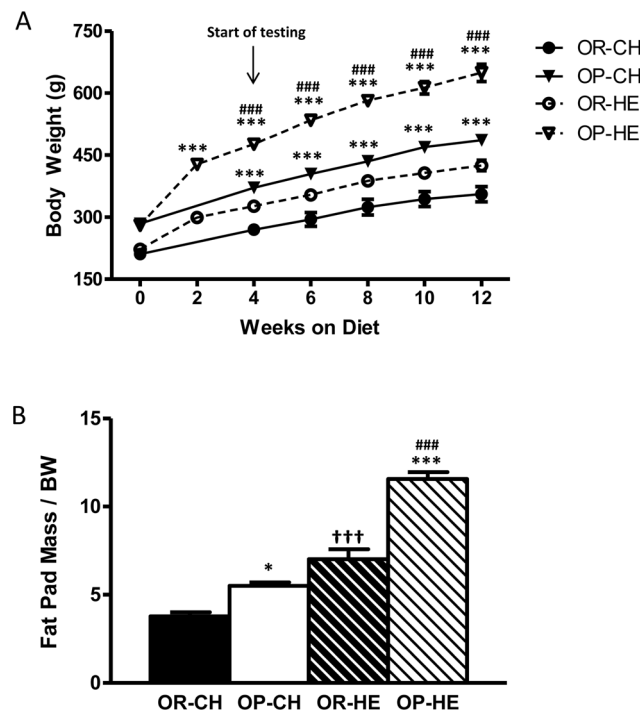 A
Start of testing
750
600
450
300
150
Body Weight (g)
0 2 4 6 8 10 12
Weeks on Diet
***
###
***
***
###
***
***
###
***
***
###
***
***
###
***
***
OR-CH
OP-CH
OR-HE
OP-HE
B
15
10
5
0
Fat Pad Mass / BW
*
†††
###
***
OR-CH OP-CH OR-HE OP-HE